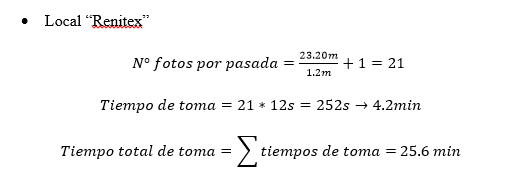 • Local “Renitex”
N° fotos por pasada = 23.20m / 1.2m + 1 = 21
Tiempo de toma = 21 * 12s = 252s → 4.2min
Tiempo total de toma = ∑ tiempos de toma = 25.6 min